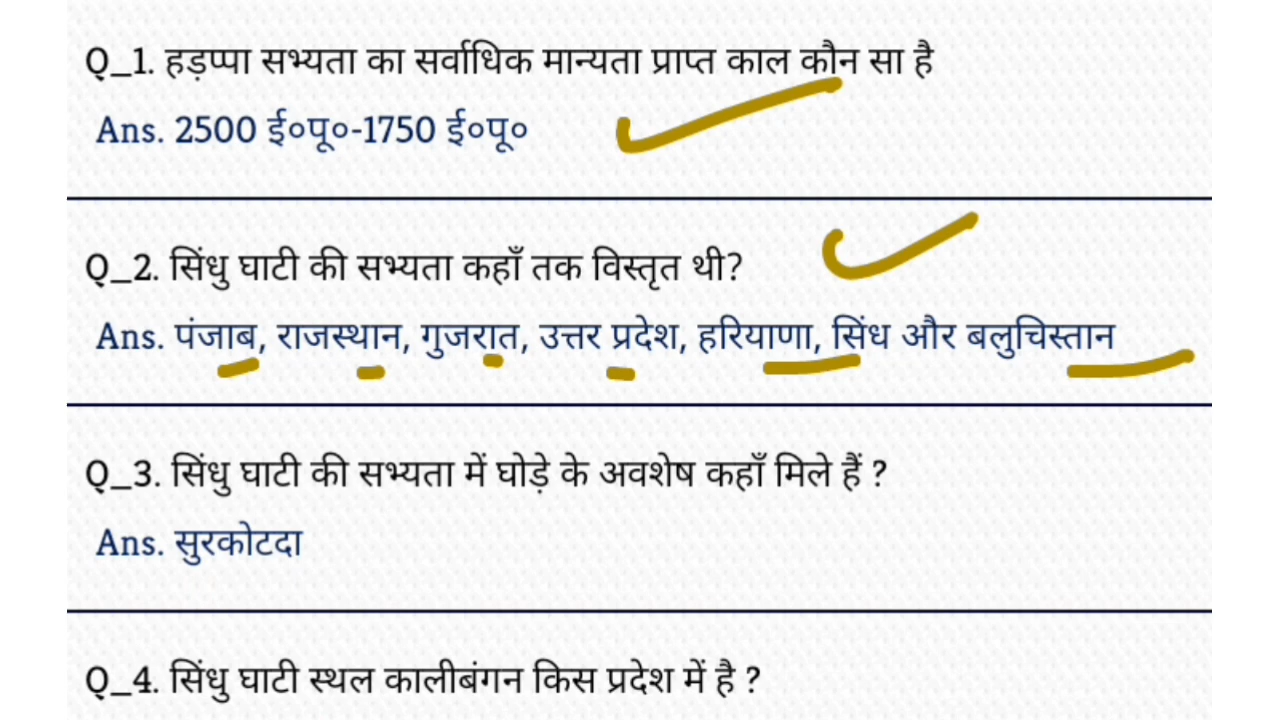 Q_1. हड़प्पा सभ्यता का सर्वाधिक मान्यता प्राप्त काल कौन सा है
Ans. 2500 ई०पू०-1750 ई०पू०
Q_2. सिंधु घाटी की सभ्यता कहाँ तक विस्तृत थी?
Ans. पंजाब, राजस्थान, गुजरात, उत्तर प्रदेश, हरियाणा, सिंध और बलुचिस्तान
Q_3. सिंधु घाटी की सभ्यता में घोड़े के अवशेष कहाँ मिले हैं ?
Ans. सुरकोटदा
Q_4. सिंधु घाटी स्थल कालीबंगन किस प्रदेश में है ?